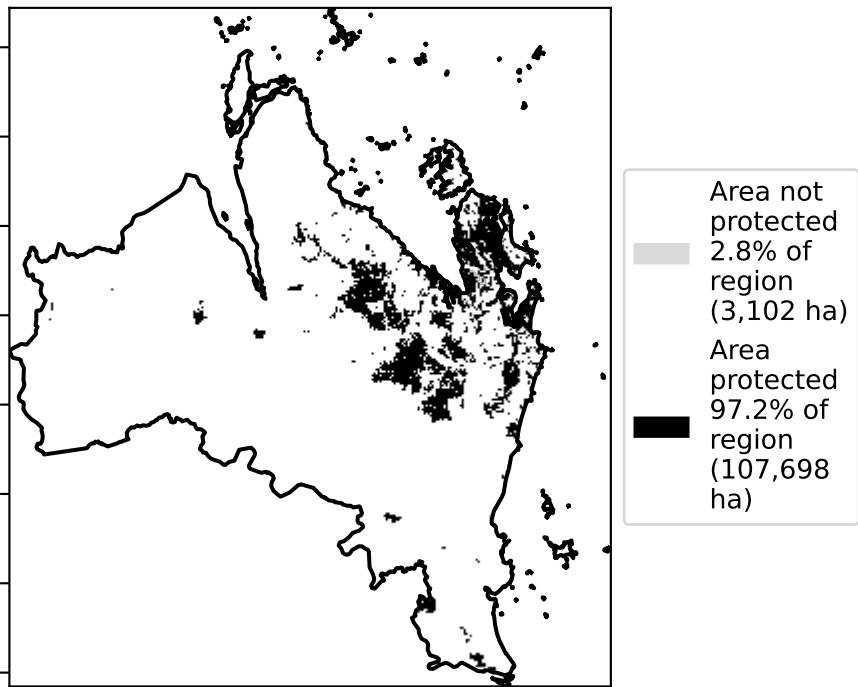 Area not
protected
2.8% of
region
(3,102 ha)
Area
protected
97.2% of
region
(107,698
ha)